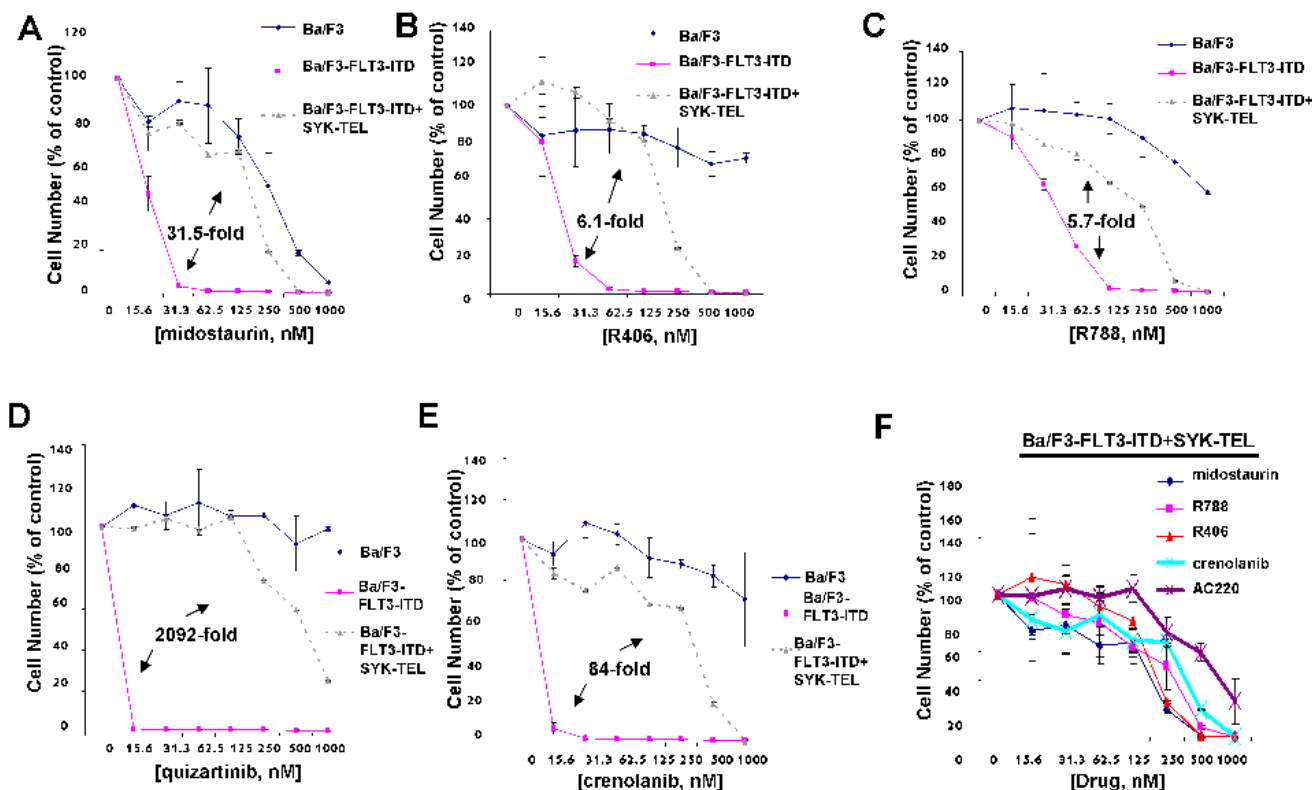 A
Cell Number (% of control)
120
100
80
60
40
20
0
Ba/F3
Ba/F3-FLT3-ITD
Ba/F3-FLT3-ITD+
SYK-TEL
31.5-fold
0 15.6 31.3 62.5 125 250 500 1000
[midostaurin, nM]
B
Cell Number (% of control)
140
120
100
80
60
40
20
0
Ba/F3
Ba/F3-FLT3-ITD
Ba/F3-FLT3-ITD+
SYK-TEL
6.1-fold
0 15.6 31.3 62.5 125 250 500 1000
[R406, nM]
C
Cell Number (% of control)
140
120
100
80
60
40
20
0
Ba/F3
Ba/F3-FLT3-ITD
Ba/F3-FLT3-ITD+
SYK-TEL
5.7-fold
0 15.6 31.3 62.5 125 250 500 1000
[R788, nM]
D
Cell Number (% of control)
140
120
100
80
60
40
20
0
Ba/F3
Ba/F3-
FLT3-ITD
Ba/F3-
FLT3-ITD+
SYK-TEL
2092-fold
0 15.6 31.3 62.5 125 250 500 1000
[quizartinib, nM]
E
Cell Number (% of control)
140
120
100
80
60
40
20
0
Ba/F3
Ba/F3-
FLT3-ITD
Ba/F3-
FLT3-ITD+
SYK-TEL
84-fold
0 15.6 31.3 62.5 125 250 500 1000
[crenolanib, nM]
F
Ba/F3-FLT3-ITD+SYK-TEL
Cell Number (% of control)
180
160
140
120
100
80
60
40
20
midostaurin
R788
R406
crenolanib
AC220
0 15.6 31.3 62.5 125 250 500 1000
[Drug, nM]